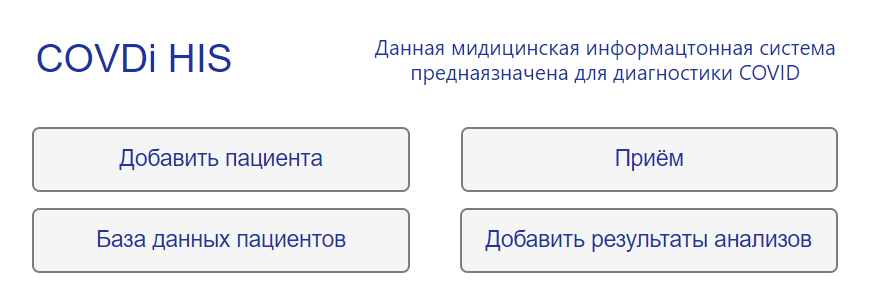 COVDi HIS
Данная мидицинская информацтонная система
преднаязначена для диагностики COVID
Добавить пациента
Приём
База данных пациентов
Добавить результаты анализов